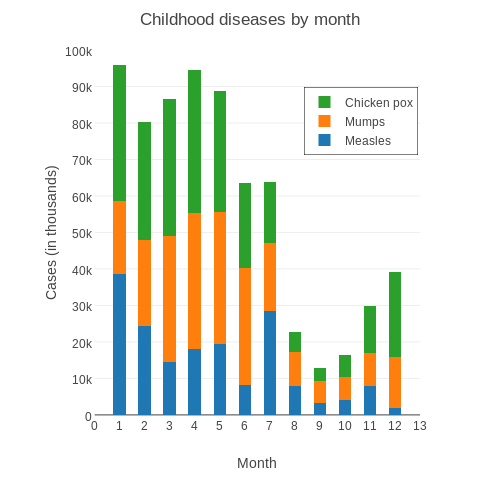 Childhood diseases by month
100k
90k
80k
70k
60k
50k
40k
30k
20k
10k
0
Cases (in thousands)
Chicken pox
Mumps
Measles
0 1 2 3 4 5 6 7 8 9 10 11 12 13
Month